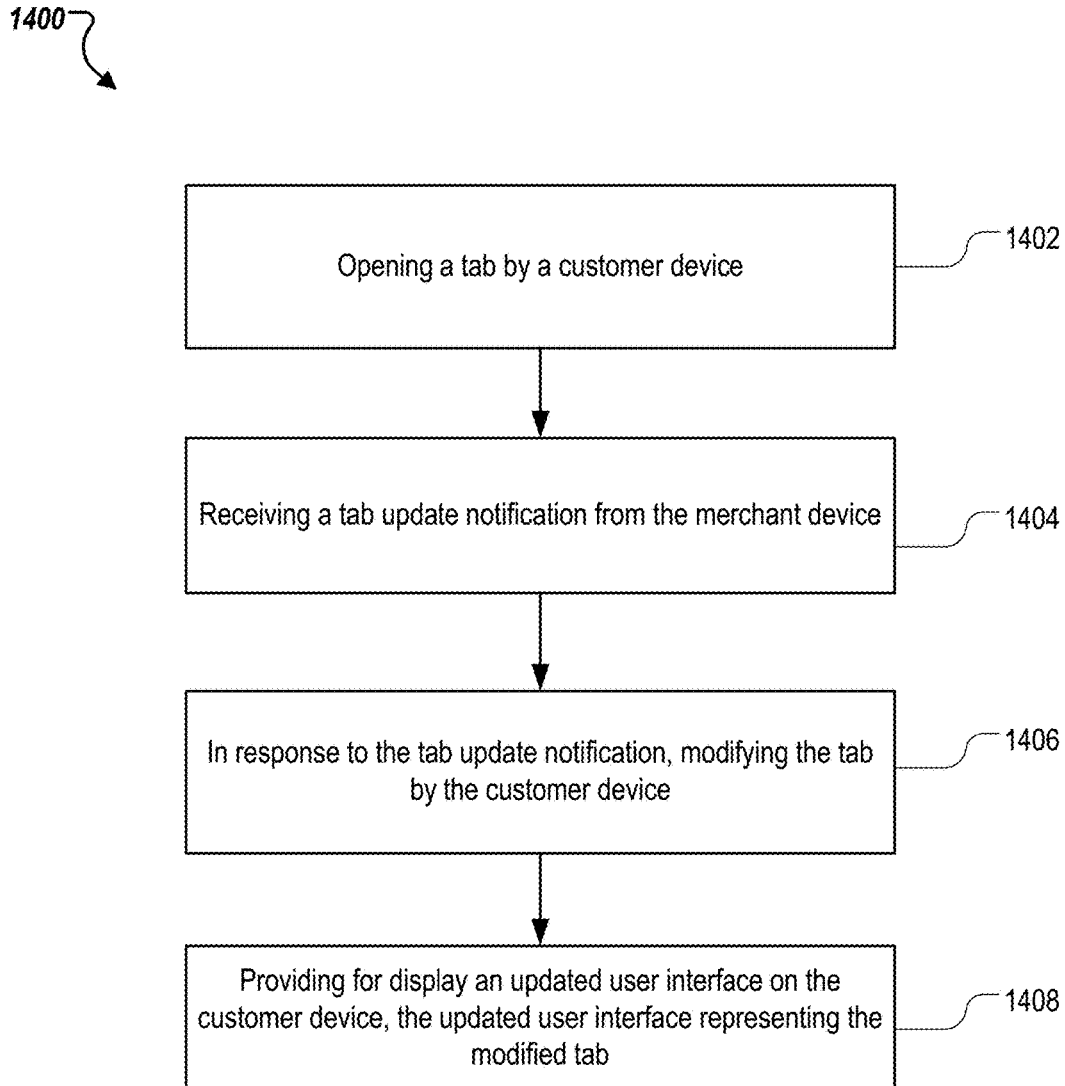 1400
Opening a tab by a customer device
1402
Receiving a tab update notification from the merchant device
1404
In response to the tab update notification, modifying the tab
by the customer device
1406
Providing for display an updated user interface on the
customer device, the updated user interface representing the
modified tab
1408